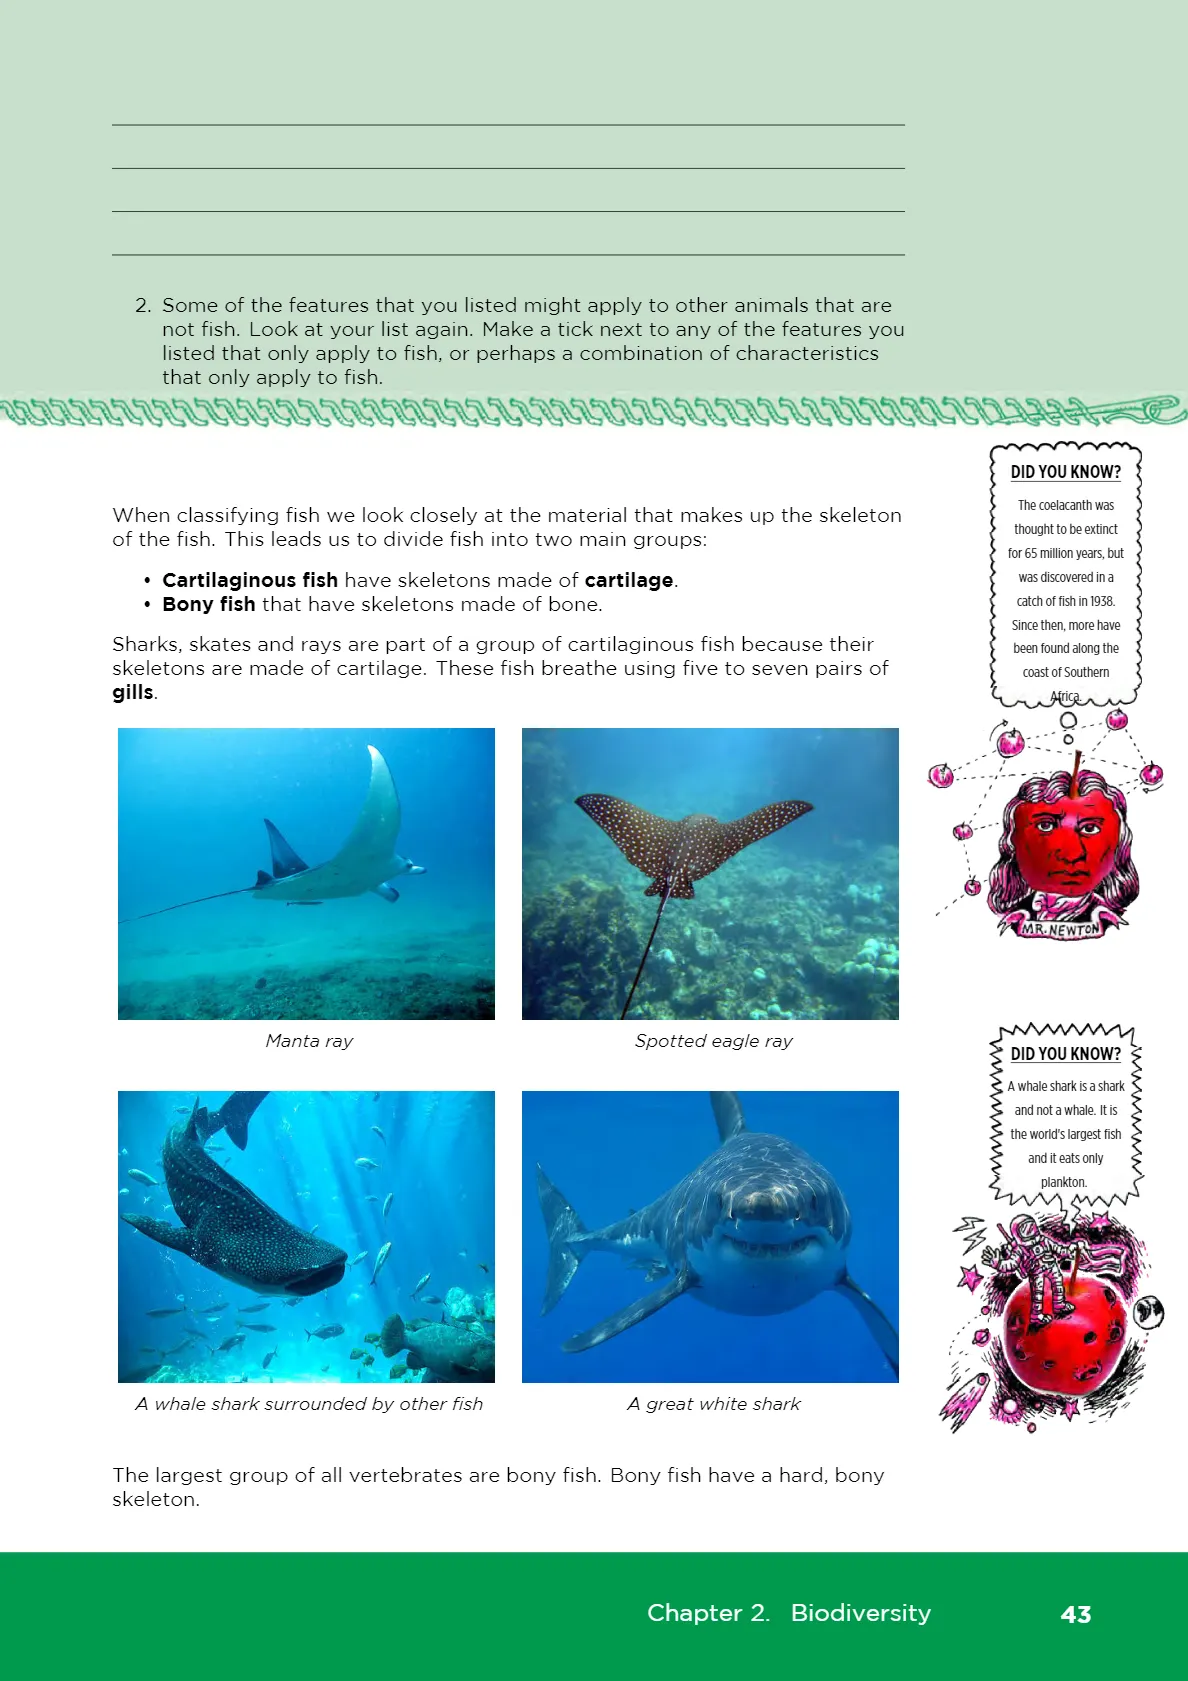 2. Some of the features that you listed might apply to other animals that are
not fish. Look at your list again. Make a tick next to any of the features you
listed that only apply to fish, or perhaps a combination of characteristics
that only apply to fish.
When classifying fish we look closely at the material that makes up the skeleton
of the fish. This leads us to divide fish into two main groups:
• Cartilaginous fish have skeletons made of cartilage.
• Bony fish that have skeletons made of bone.
Sharks, skates and rays are part of a group of cartilaginous fish because their
skeletons are made of cartilage. These fish breathe using five to seven pairs of
gills.
Manta ray
Spotted eagle ray
A whale shark surrounded by other fish
A great white shark
The largest group of all vertebrates are bony fish. Bony fish have a hard, bony
skeleton.
DID YOU KNOW?
The coelacanth was
thought to be extinct
for 65 million years, but
was discovered in a
catch of fish in 1938.
Since then, more have
been found along the
coast of Southern
Africa.
MR. NEWTON
DID YOU KNOW?
A whale shark is a shark
and not a whale. It is
the world's largest fish
and it eats only
plankton.
Chapter 2. Biodiversity
43